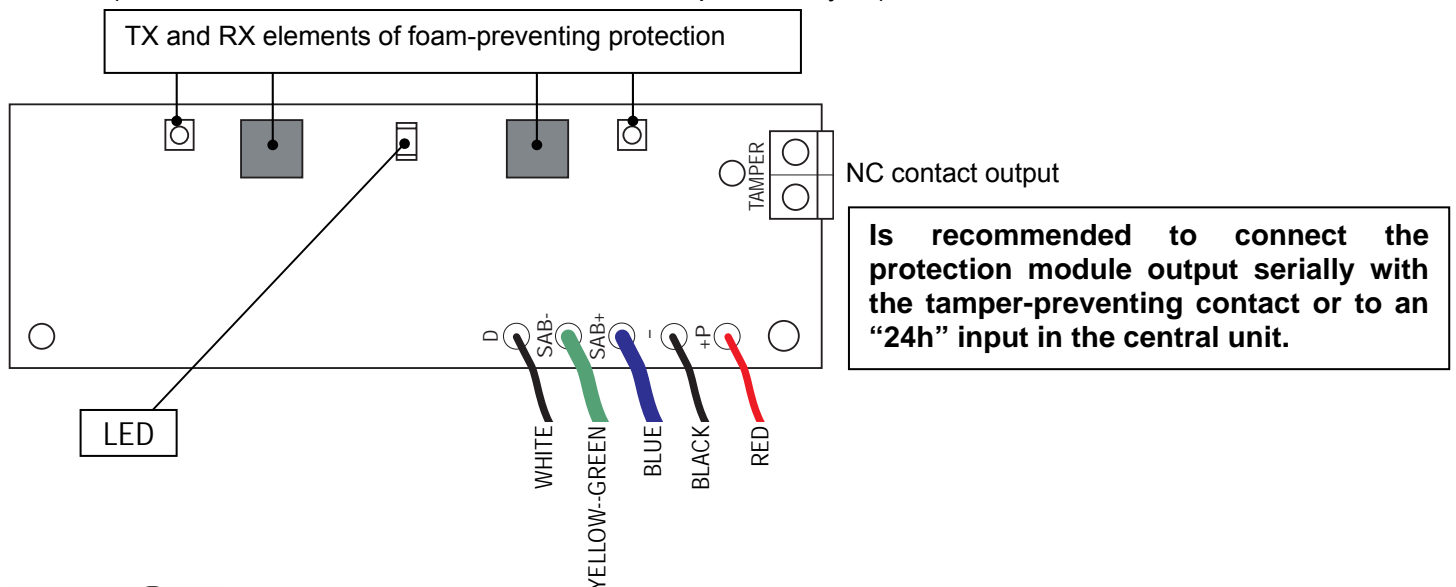 TX and RX elements of foam-preventing protection
TAMPER
NC contact output
Is recommended to connect the
protection module output serially with
the tamper-preventing contact or to an
“24h” input in the central unit.
D
SAB-
SAB+
-
+P
LED
WHITE
YELLOW--GREEN
BLUE
BLACK
RED